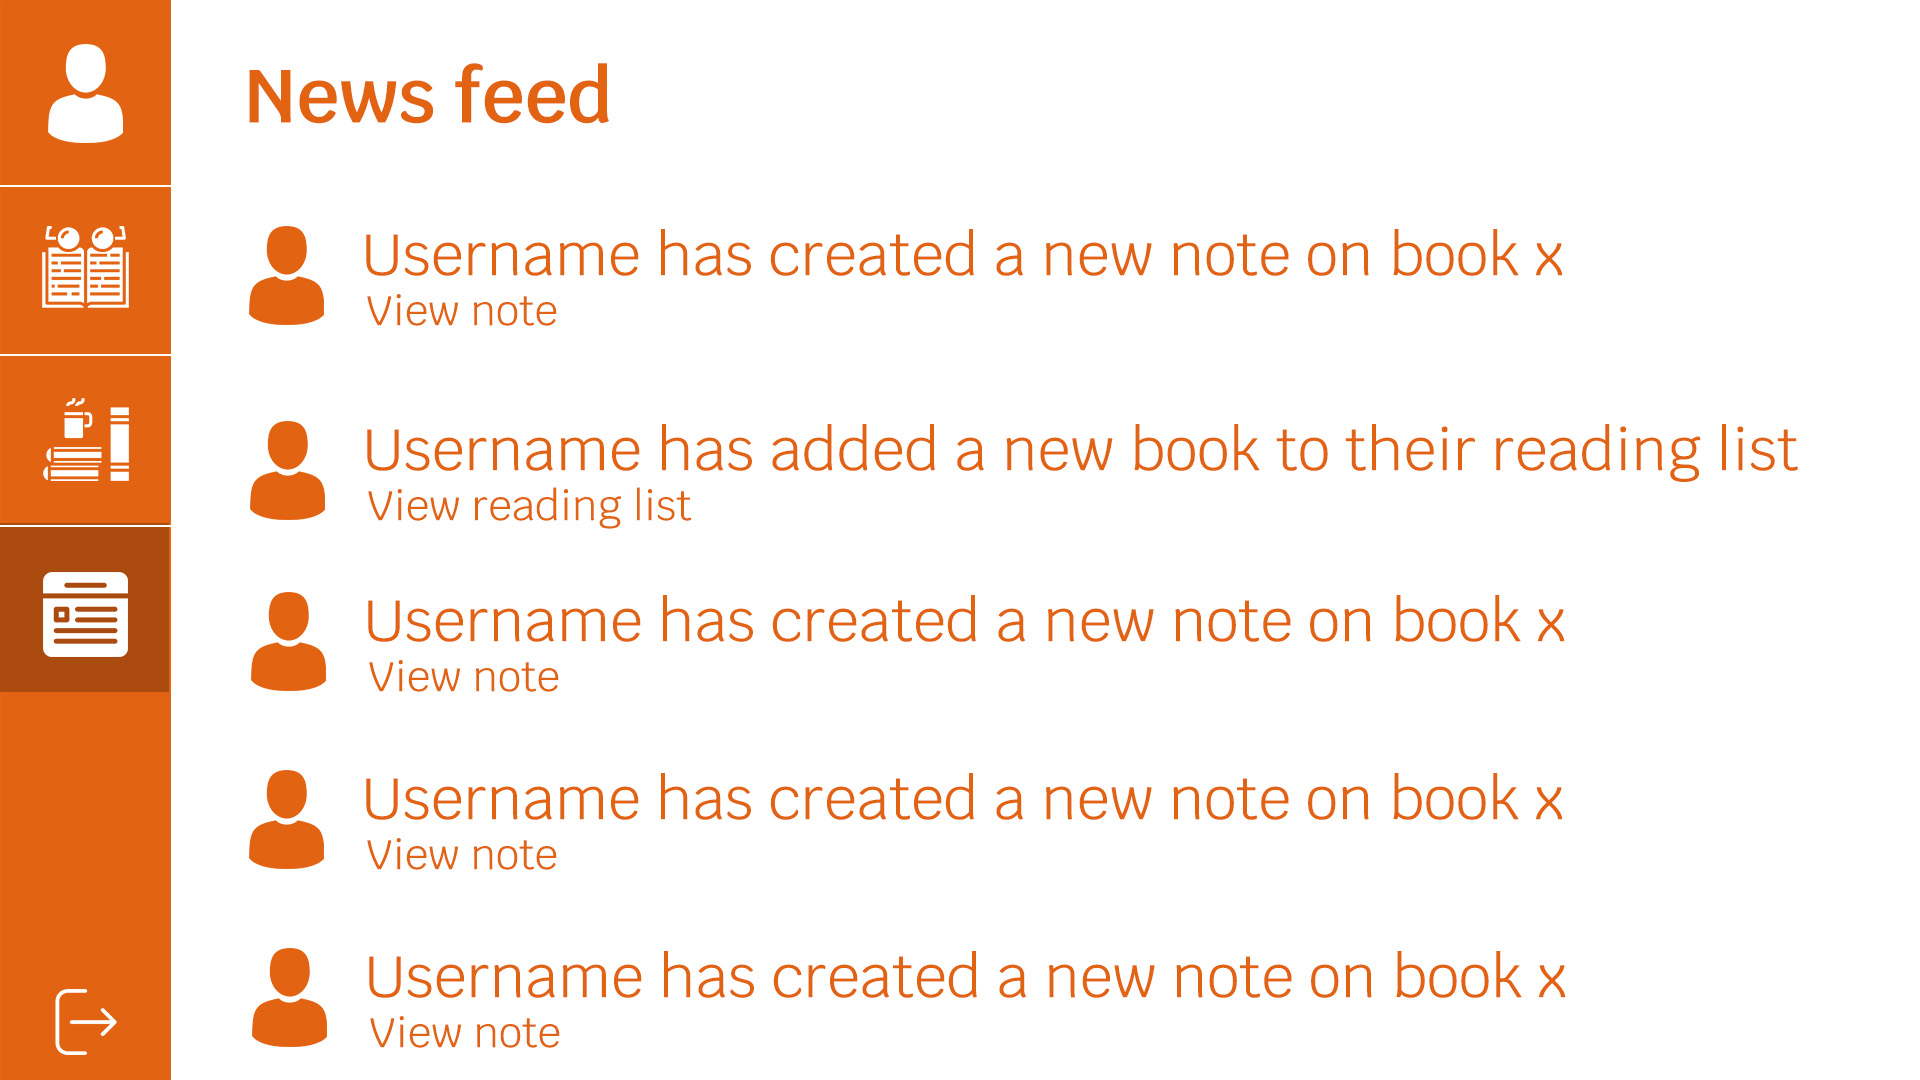 News feed
Username has created a new note on book x
View note
Username has added a new book to their reading list
View reading list
Username has created a new note on book x
View note
Username has created a new note on book x
View note
Username has created a new note on book x
View note